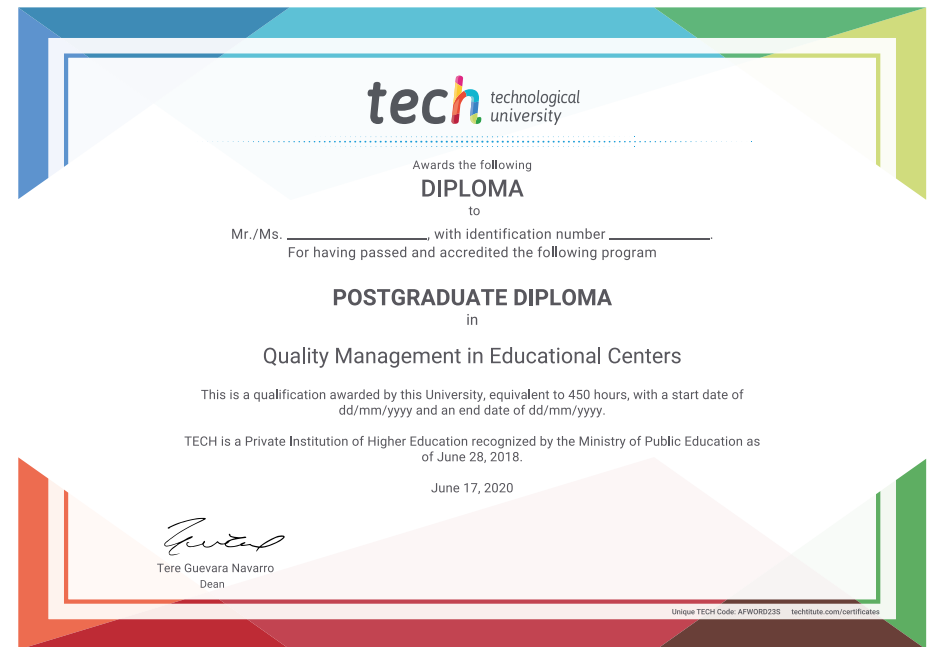 tech technological
university
Awards the following
DIPLOMA
to
Mr./Ms. ____________________, with identification number ______________.
For having passed and accredited the following program
POSTGRADUATE DIPLOMA
in
Quality Management in Educational Centers
This is a qualification awarded by this University, equivalent to 450 hours, with a start date of
dd/mm/yyyy and an end date of dd/mm/yyyy.
TECH is a Private Institution of Higher Education recognized by the Ministry of Public Education as
of June 28, 2018.
June 17, 2020
Tere Guevara Navarro
Dean
Unique TECH Code: AFWORD23S techtitute.com/certificates